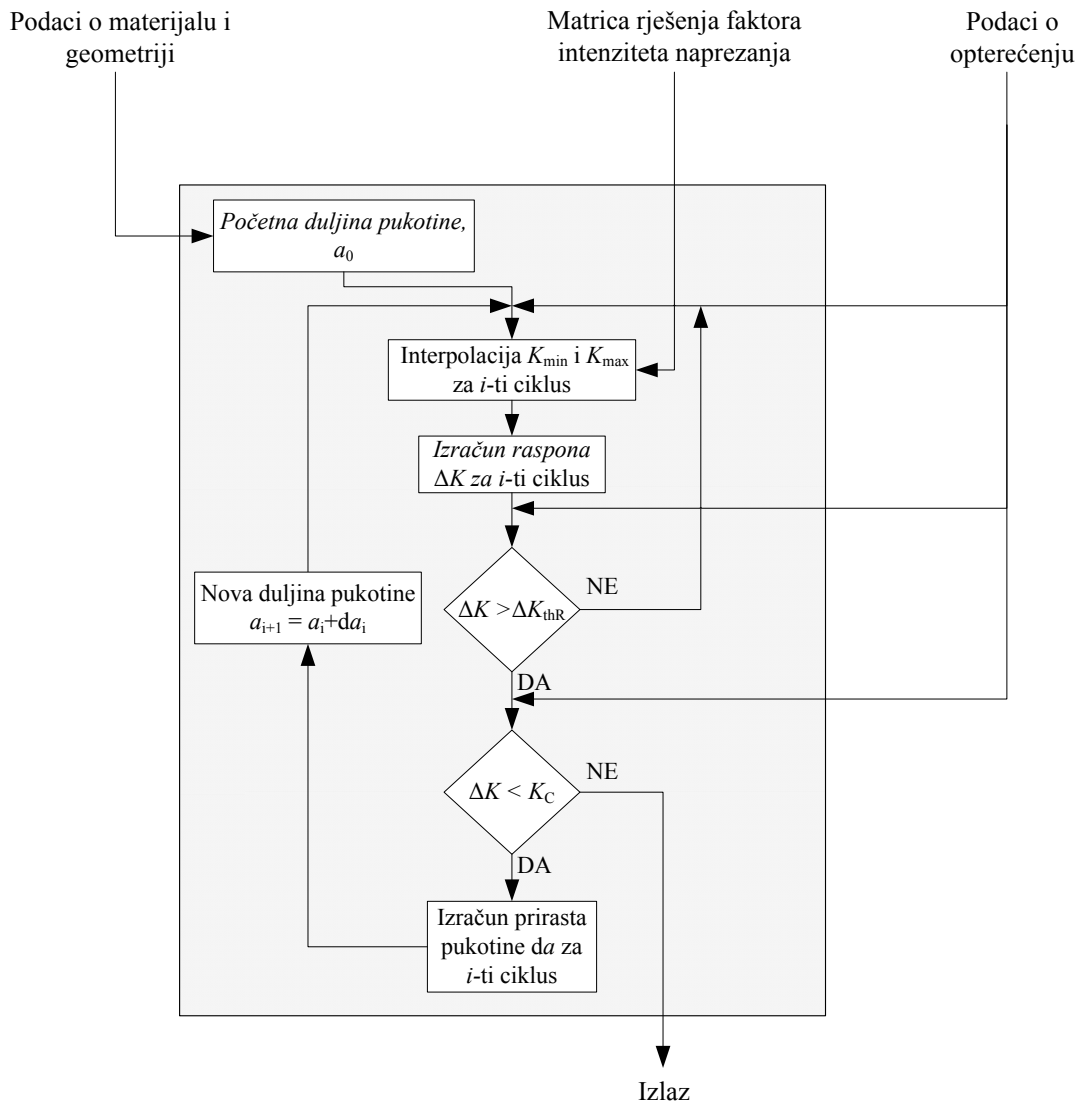 Podaci o materijalu i
geometriji
Matrica rješenja faktora
intenziteta naprezanja
Podaci o
opterećenju
Početna duljina pukotine,
a₀
Interpolacija Kmin i Kmax
za i-ti ciklus
Izračun raspona
ΔK za i-ti ciklus
Nova duljina pukotine
aᵢ₊₁ = aᵢ+daᵢ
ΔK >ΔKthR
NE
DA
ΔK < KC
NE
DA
Izračun prirasta
pukotine da za
i-ti ciklus
Izlaz